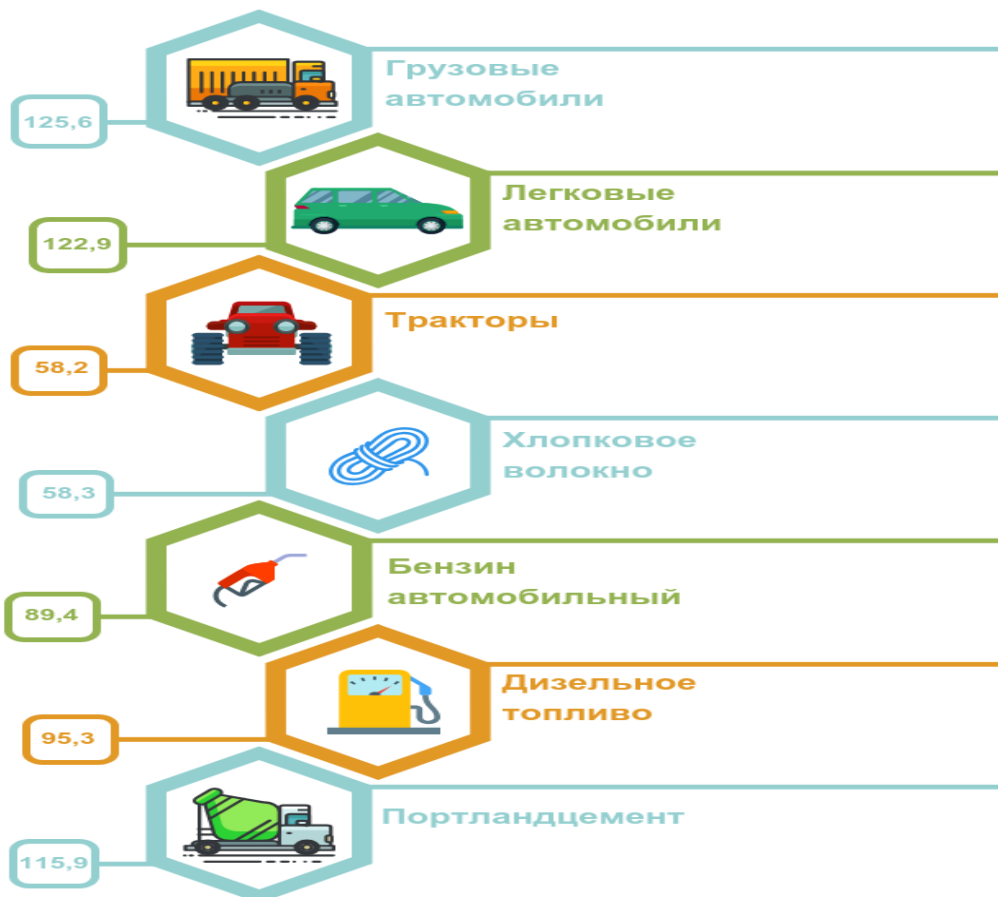 Грузовые
автомобили
125,6
Легковые
автомобили
122,9
Тракторы
58,2
Хлопковое
волокно
58,3
Бензин
автомобильный
89,4
Дизельное
топливо
95,3
Портландцемент
115,9